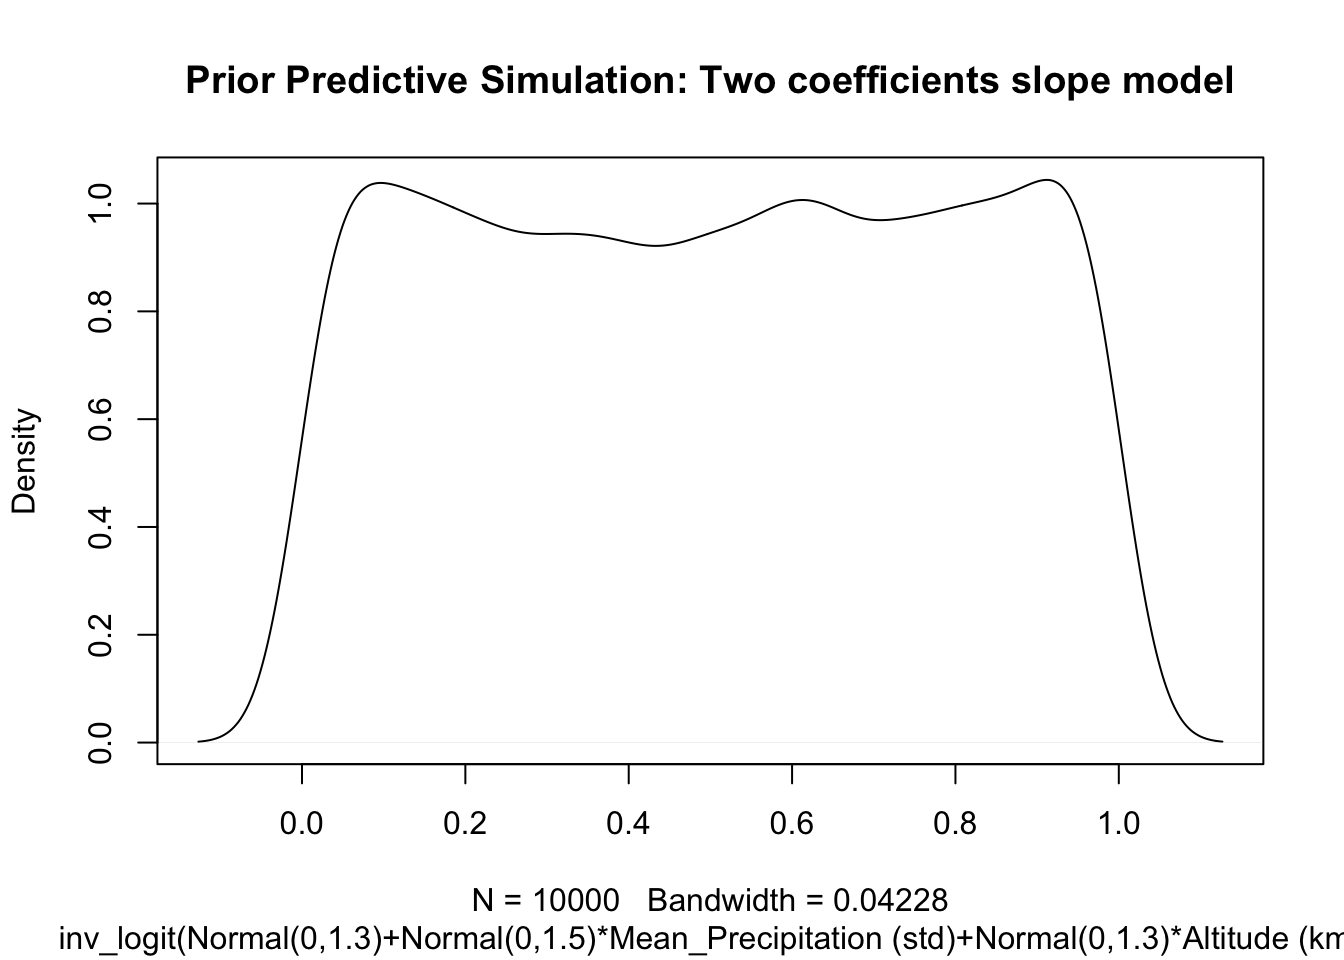 Prior Predictive Simulation: Two coefficients slope model
Density
1.0
0.8
0.6
0.4
0.2
0.0
0.0 0.2 0.4 0.6 0.8 1.0
N = 10000 Bandwidth = 0.04228
inv_logit(Normal(0,1.3)+Normal(0,1.5)*Mean_Precipitation (std)+Normal(0,1.3)*Altitude (km